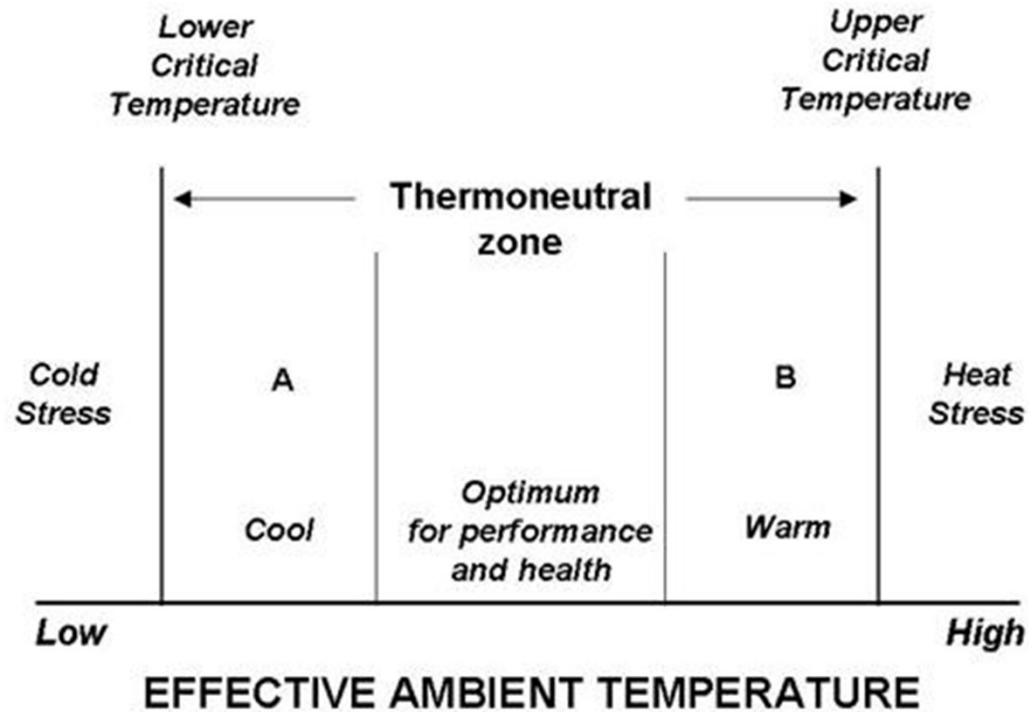 Lower
Critical
Temperature
Upper
Critical
Temperature
Thermoneutral
zone
Cold
Stress
A
B
Heat
Stress
Cool
Optimum
for performance
and health
Warm
Low
High
EFFECTIVE AMBIENT TEMPERATURE